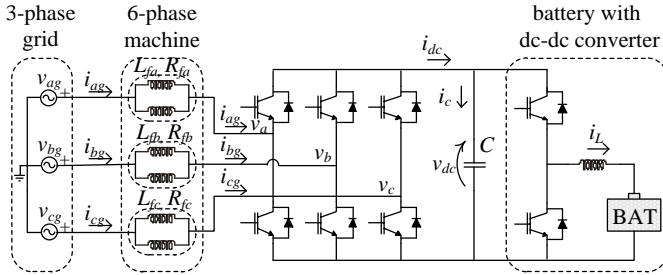 3-phase grid
6-phase machine
battery with dc-dc converter
L_fa, R_fa
v_ag
i_ag
i_ag
v_a
i_dc
i_c
C
v_dc
i_L
BAT
v_bg
i_bg
L_fb, R_fb
i_bg
v_b
v_cg
i_cg
L_fc, R_fc
i_cg
v_c